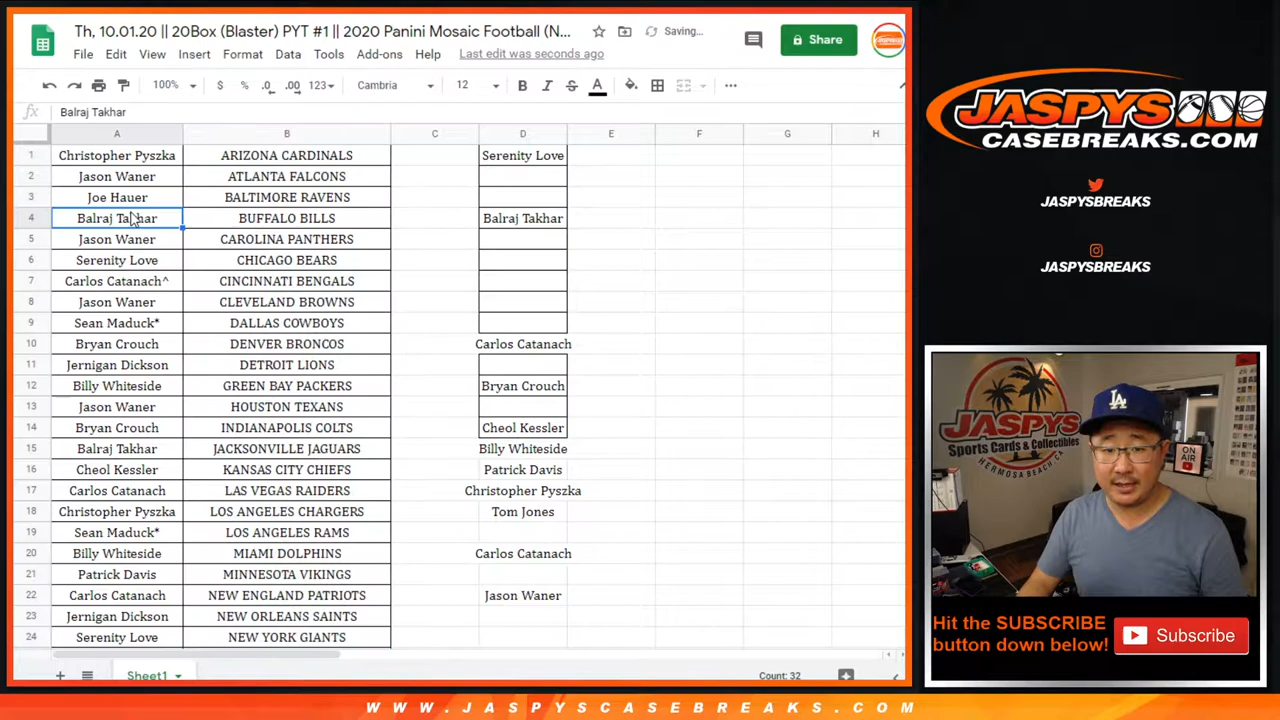 Th, 10.01.20 || 20Box (Blaster) PYT #1 || 2020 Panini Mosaic Football (N...
Saving...
Share
File Edit View Insert Format Data Tools Add-ons Help Last edit was seconds ago
100% $ % .0 .00 123 Cambria 12 B I S A
fx Balraj Takhar
A B C D E F G H
1 Christopher Pyszka ARIZONA CARDINALS Serenity Love
2 Jason Waner ATLANTA FALCONS
3 Joe Hauer BALTIMORE RAVENS
4 Balraj Takhar BUFFALO BILLS Balraj Takhar
5 Jason Waner CAROLINA PANTHERS
6 Serenity Love CHICAGO BEARS
7 Carlos Catanach^ CINCINNATI BENGALS
8 Jason Waner CLEVELAND BROWNS
9 Sean Maduck* DALLAS COWBOYS
10 Bryan Crouch DENVER BRONCOS Carlos Catanach
11 Jernigan Dickson DETROIT LIONS
12 Billy Whiteside GREEN BAY PACKERS Bryan Crouch
13 Jason Waner HOUSTON TEXANS
14 Bryan Crouch INDIANAPOLIS COLTS Cheol Kessler
15 Balraj Takhar JACKSONVILLE JAGUARS Billy Whiteside
16 Cheol Kessler KANSAS CITY CHIEFS Patrick Davis
17 Carlos Catanach LAS VEGAS RAIDERS Christopher Pyszka
18 Christopher Pyszka LOS ANGELES CHARGERS Tom Jones
19 Sean Maduck* LOS ANGELES RAMS
20 Billy Whiteside MIAMI DOLPHINS Carlos Catanach
21 Patrick Davis MINNESOTA VIKINGS
22 Carlos Catanach NEW ENGLAND PATRIOTS Jason Waner
23 Jernigan Dickson NEW ORLEANS SAINTS
24 Serenity Love NEW YORK GIANTS
Sheet1
Count: 32
JASPYS
CASEBREAKS.COM
JASPYSBREAKS
JASPYSBREAKS
JASPYS
Sports Cards & Collectibles
HERMOSA BEACH, CA
LA
ON AIR
Hit the SUBSCRIBE
button down below!
Subscribe
WWW.JASPYSCASEBREAKS.COM